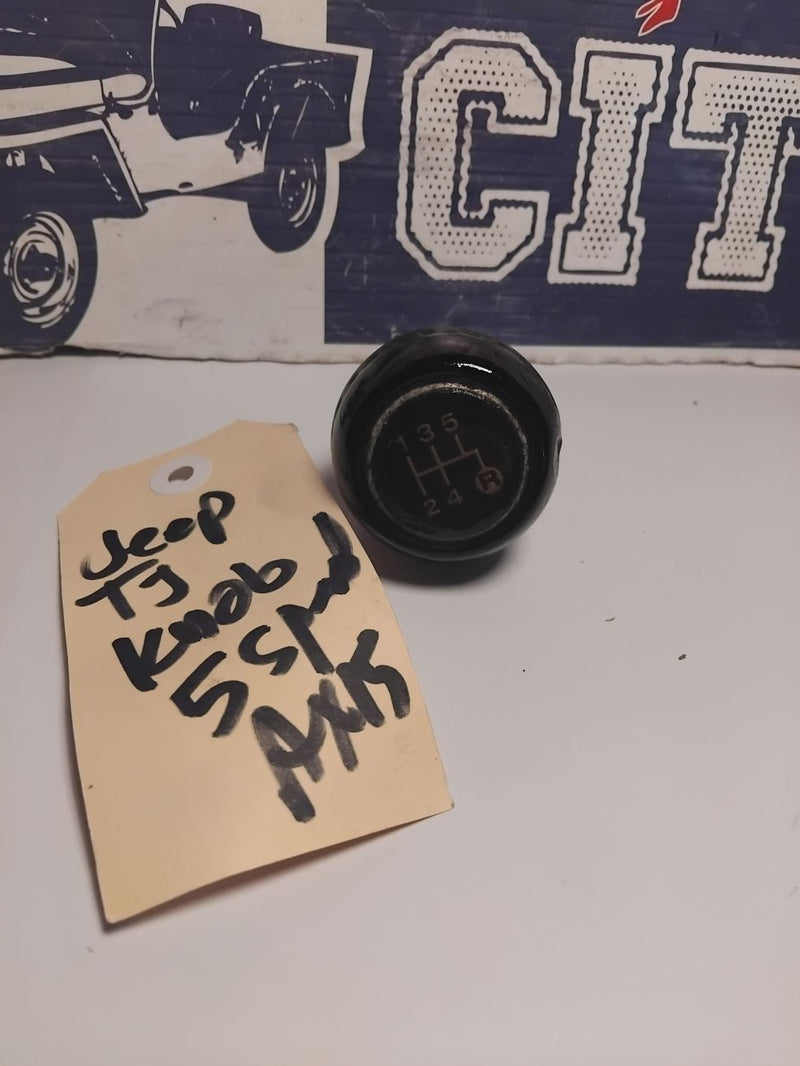 CIT
1 3 5
R
2 4
Jeep
TJ
Knob
5 Speed
AX15